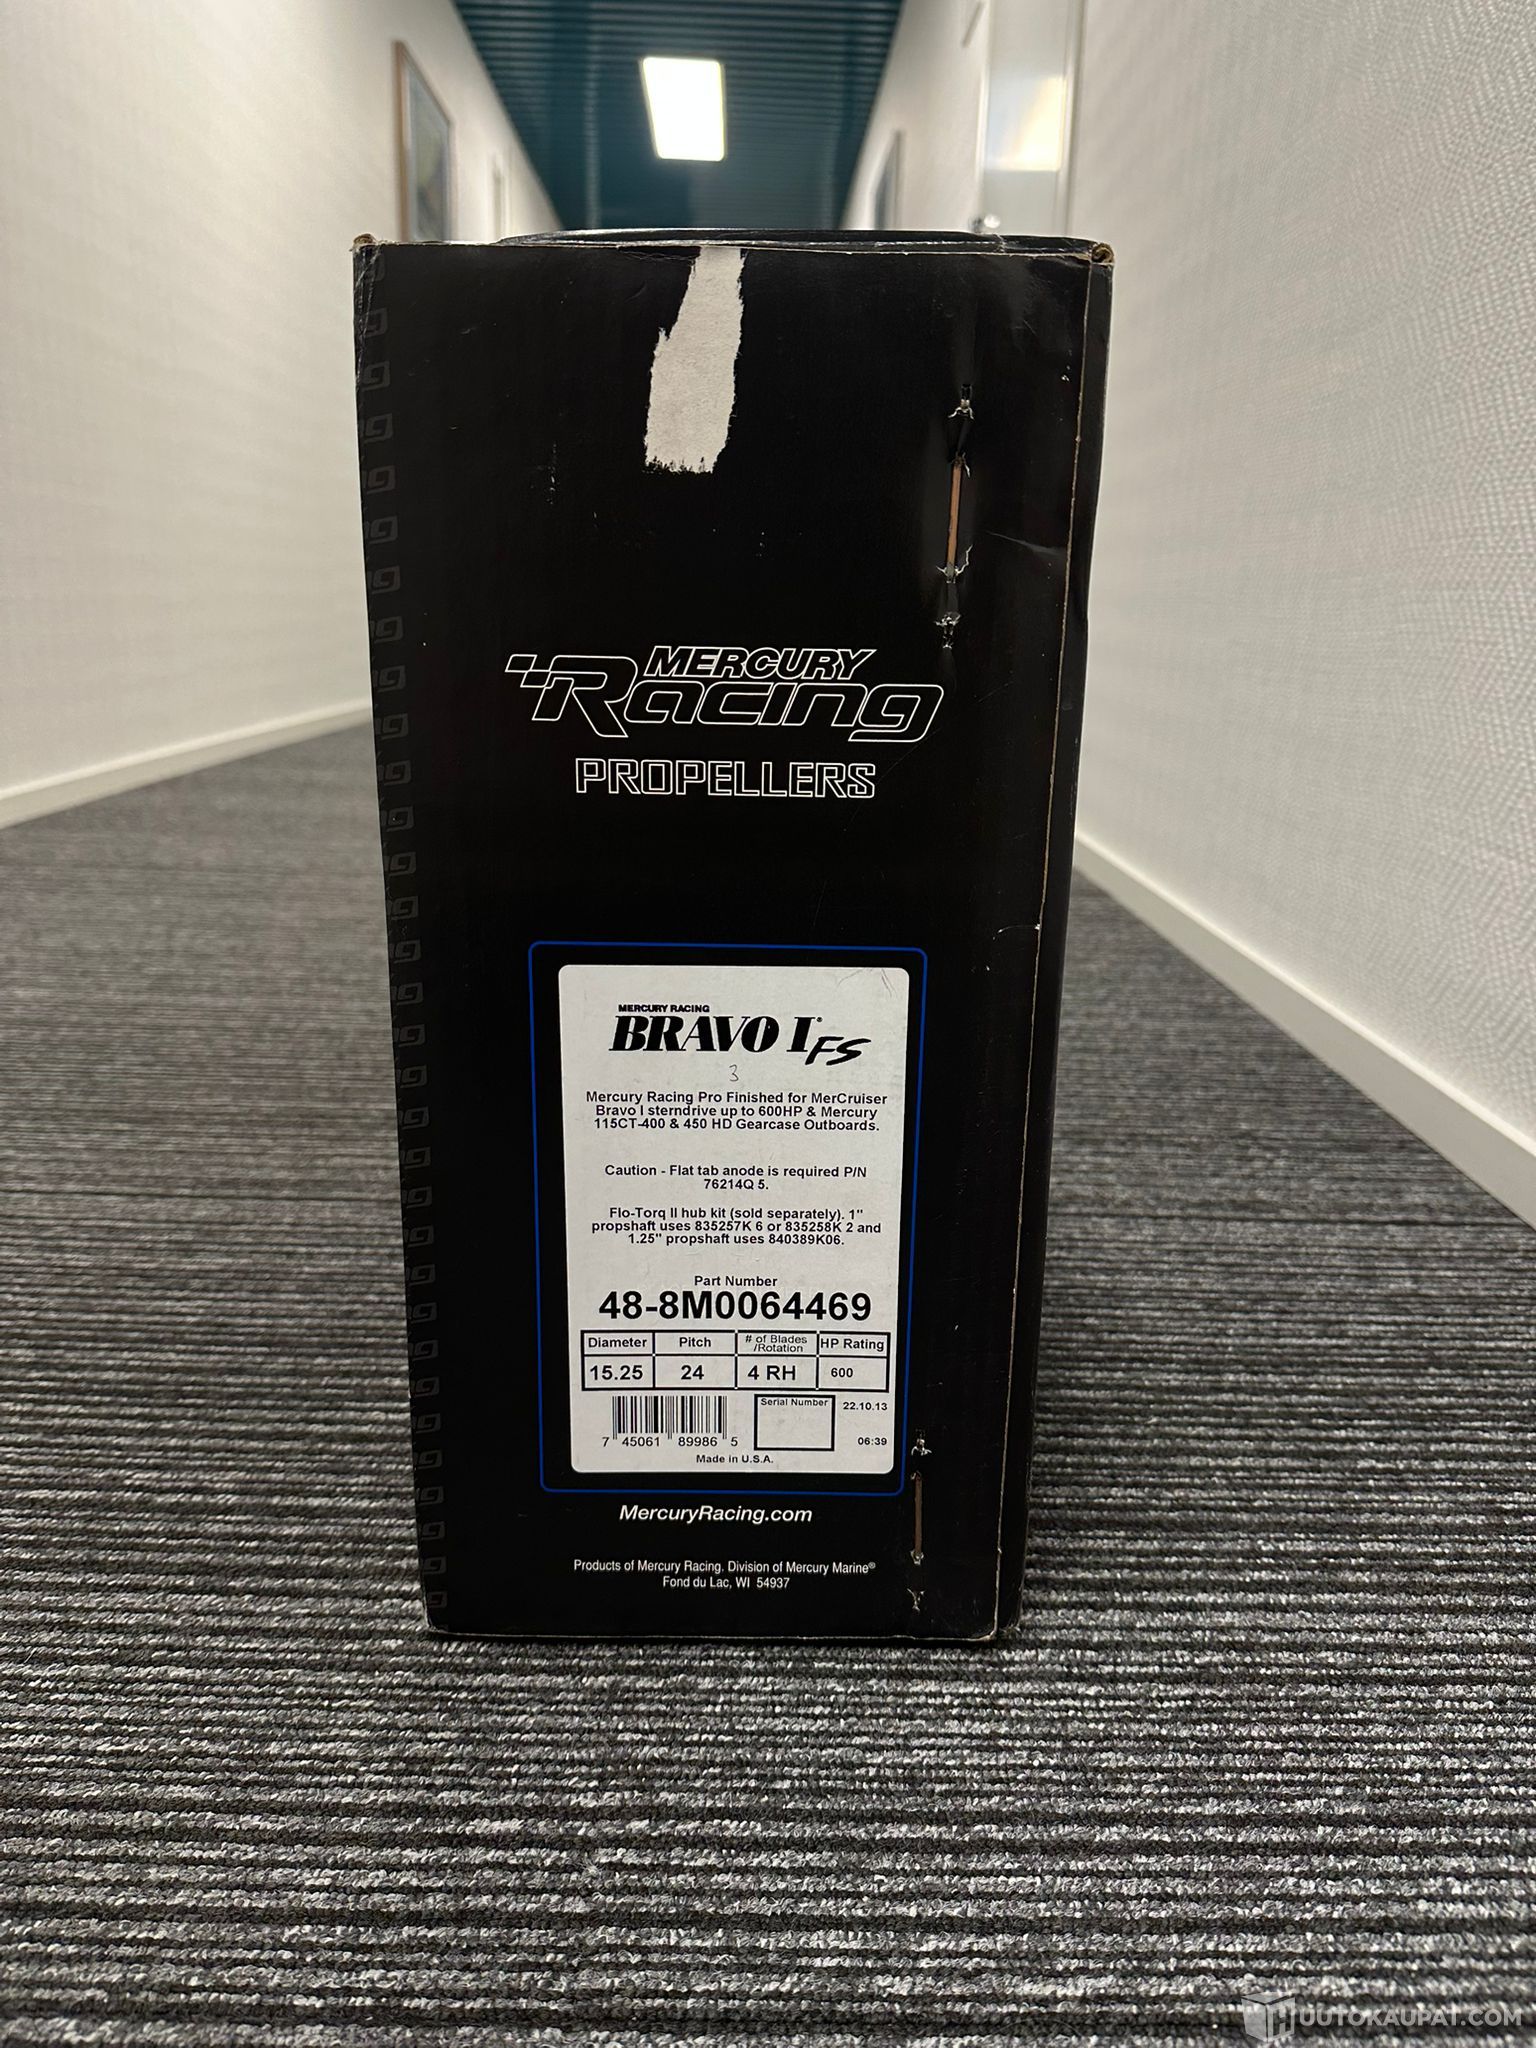 MERCURY
Racing
PROPELLERS
MERCURY RACING
BRAVO I® FS
3
Mercury Racing Pro Finished for MerCruiser
Bravo I sterndrive up to 600HP & Mercury
115CT-400 & 450 HD Gearcase Outboards.
Caution - Flat tab anode is required P/N
76214Q 5.
Flo-Torq II hub kit (sold separately). 1"
propshaft uses 835257K 6 or 835258K 2 and
1.25" propshaft uses 840389K06.
Part Number
48-8M0064469
Diameter Pitch # of Blades /Rotation HP Rating
15.25 24 4 RH 600
Serial Number 22.10.13
7 45061 89986 5 06:39
Made in U.S.A.
MercuryRacing.com
Products of Mercury Racing. Division of Mercury Marine®
Fond du Lac, WI 54937
HUUTOKAUPAT.COM